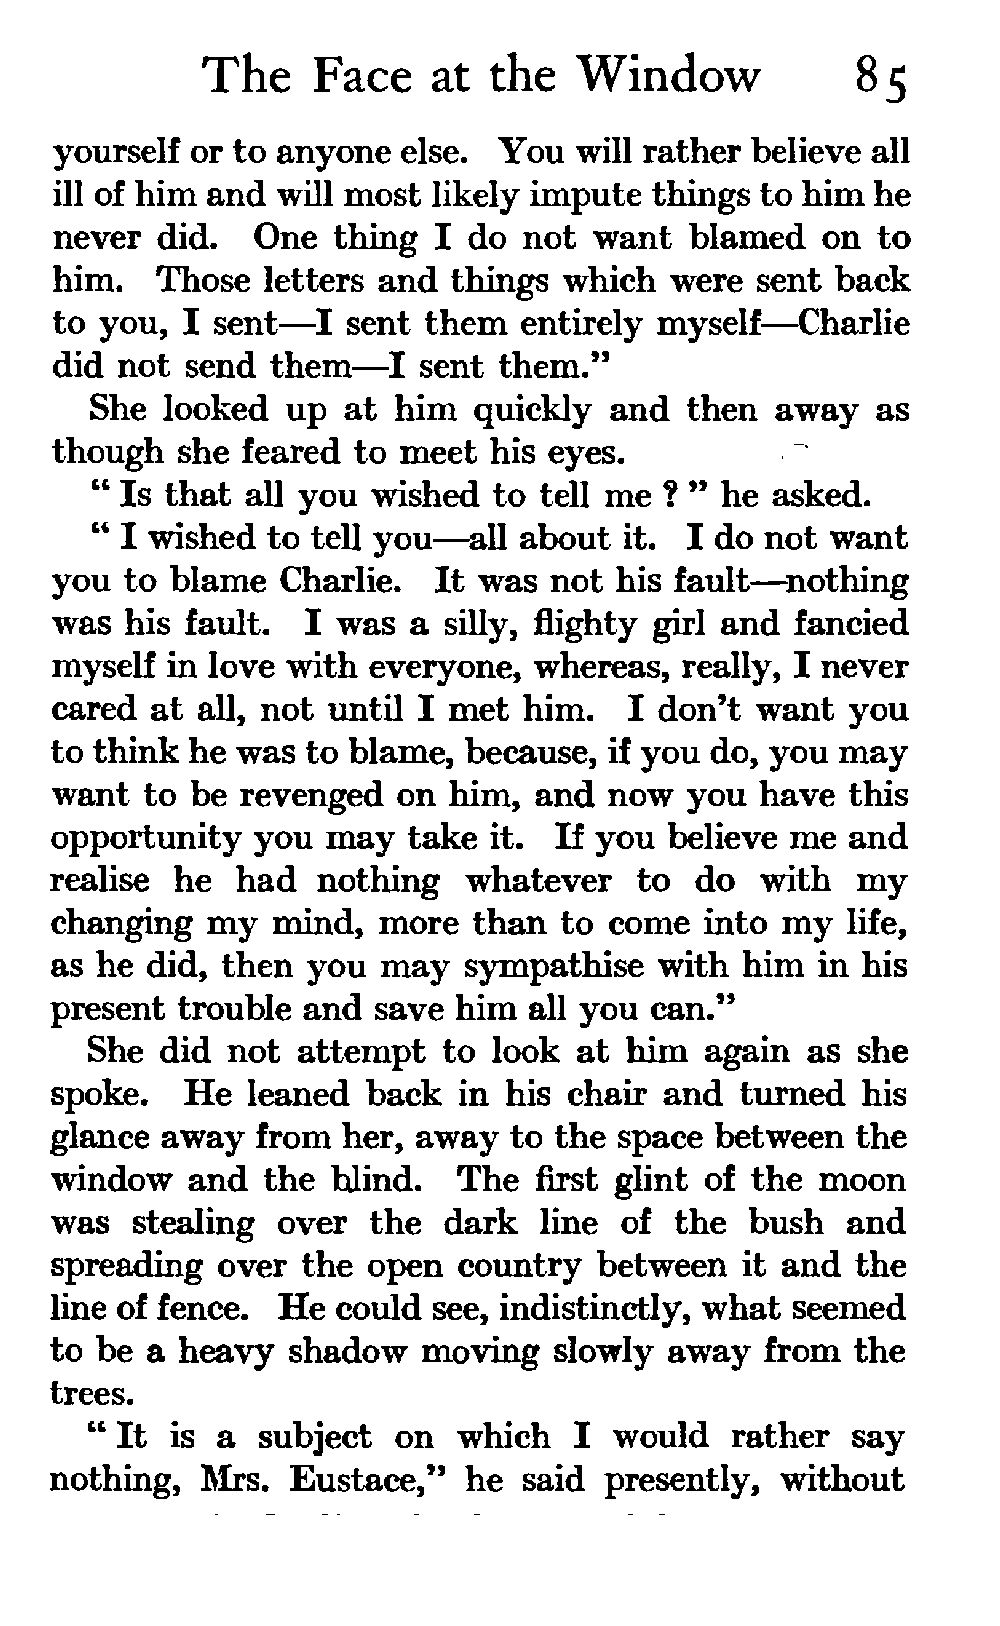 The Face at the Window 85
yourself or to anyone else. You will rather believe all
ill of him and will most likely impute things to him he
never did. One thing I do not want blamed on to
him. Those letters and things which were sent back
to you, I sent—I sent them entirely myself—Charlie
did not send them—I sent them."
She looked up at him quickly and then away as
though she feared to meet his eyes.
" Is that all you wished to tell me ? " he asked.
" I wished to tell you—all about it. I do not want
you to blame Charlie. It was not his fault—nothing
was his fault. I was a silly, flighty girl and fancied
myself in love with everyone, whereas, really, I never
cared at all, not until I met him. I don't want you
to think he was to blame, because, if you do, you may
want to be revenged on him, and now you have this
opportunity you may take it. If you believe me and
realise he had nothing whatever to do with my
changing my mind, more than to come into my life,
as he did, then you may sympathise with him in his
present trouble and save him all you can."
She did not attempt to look at him again as she
spoke. He leaned back in his chair and turned his
glance away from her, away to the space between the
window and the blind. The first glint of the moon
was stealing over the dark line of the bush and
spreading over the open country between it and the
line of fence. He could see, indistinctly, what seemed
to be a heavy shadow moving slowly away from the
trees.
" It is a subject on which I would rather say
nothing, Mrs. Eustace," he said presently, without